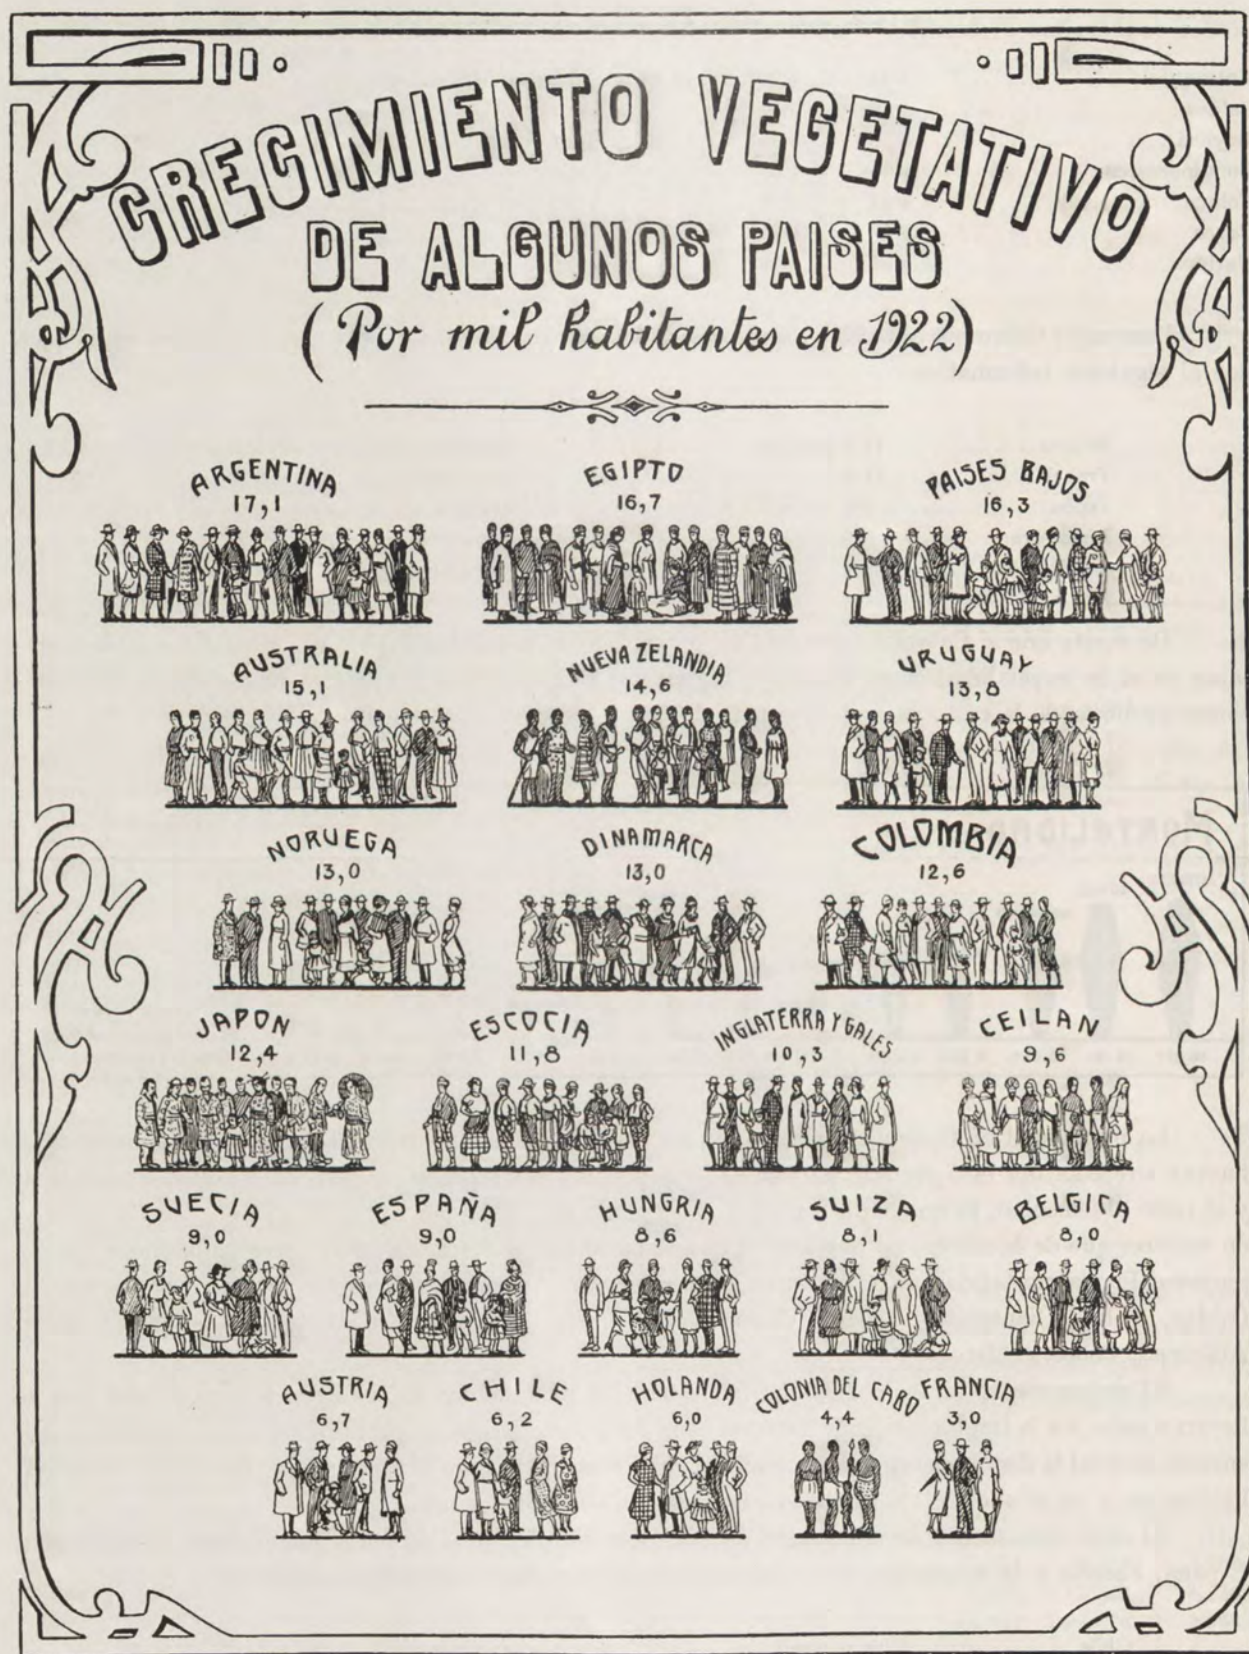 CRECIMIENTO VEGETATIVO
DE ALGUNOS PAISES
(Por mil habitantes en 1922)
ARGENTINA
17,1
EGIPTO
16,7
PAISES BAJOS
16,3
AUSTRALIA
15,1
NUEVA ZELANDIA
14,6
URUGUAY
13,8
NORUEGA
13,0
DINAMARCA
13,0
COLOMBIA
12,6
JAPON
12,4
ESCOCIA
11,8
INGLATERRA Y GALES
10,3
CEILAN
9,6
SUECIA
9,0
ESPAÑA
9,0
HUNGRIA
8,6
SUIZA
8,1
BELGICA
8,0
AUSTRIA
6,7
CHILE
6,2
HOLANDA
6,0
COLONIA DEL CABO
4,4
FRANCIA
3,0